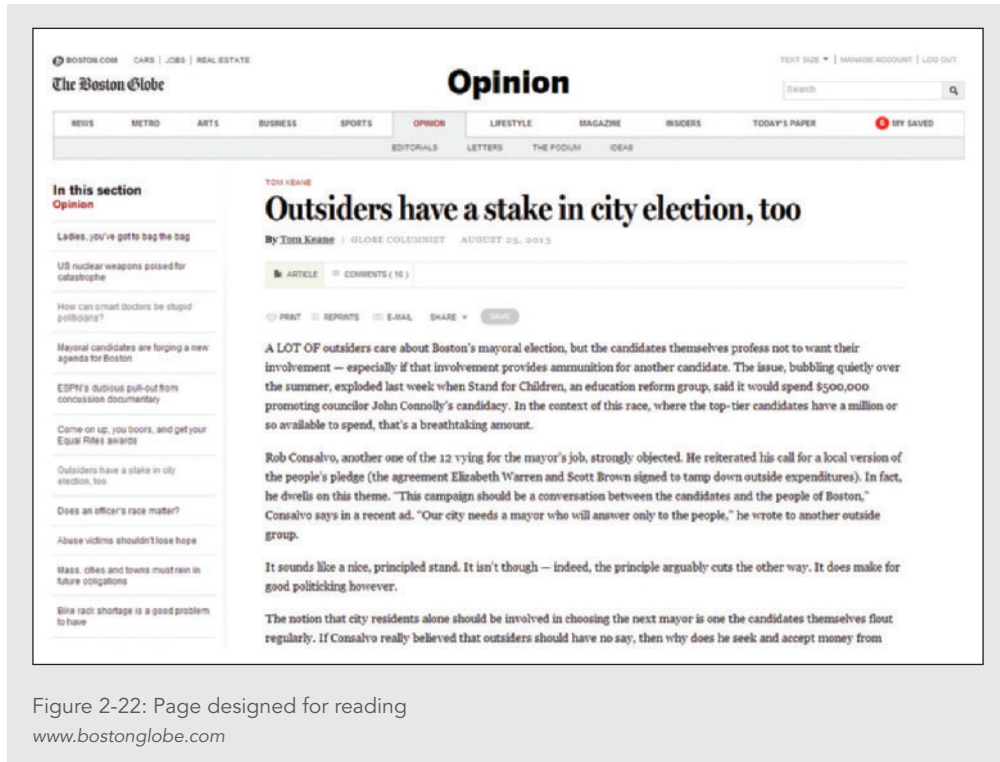 BOSTON.COM CARS | JOBS | REAL ESTATE
TEXT SIZE | MANAGE ACCOUNT | LOG OUT
The Boston Globe
Opinion
Search
NEWS METRO ARTS BUSINESS SPORTS OPINION LIFESTYLE MAGAZINE INSIDERS TODAY'S PAPER 6 MY SAVED
EDITORIALS LETTERS THE PODIUM IDEAS
In this section
Opinion
Ladies, you've got to bag the bag
US nuclear weapons poised for
catastrophe
How can smart doctors be stupid
politicians?
Mayoral candidates are forging a new
agenda for Boston
ESPN's dubious pull-out from
concussion documentary
Come on up, you boors, and get your
Equal Rites awards
Outsiders have a stake in city
election, too
Does an officer's race matter?
Abuse victims shouldn't lose hope
Mass. cities and towns must rein in
future obligations
Bike rack shortage is a good problem
to have
TOM KEANE
Outsiders have a stake in city election, too
By Tom Keane | GLOBE COLUMNIST AUGUST 25, 2013
ARTICLE COMMENTS (10)
PRINT REPRINTS E-MAIL SHARE SAVE
A LOT OF outsiders care about Boston's mayoral election, but the candidates themselves profess not to want their
involvement — especially if that involvement provides ammunition for another candidate. The issue, bubbling quietly over
the summer, exploded last week when Stand for Children, an education reform group, said it would spend $500,000
promoting councilor John Connolly's candidacy. In the context of this race, where the top-tier candidates have a million or
so available to spend, that's a breathtaking amount.
Rob Consalvo, another one of the 12 vying for the mayor's job, strongly objected. He reiterated his call for a local version of
the people's pledge (the agreement Elizabeth Warren and Scott Brown signed to tamp down outside expenditures). In fact,
he dwells on this theme. "This campaign should be a conversation between the candidates and the people of Boston,"
Consalvo says in a recent ad. "Our city needs a mayor who will answer only to the people," he wrote to another outside
group.
It sounds like a nice, principled stand. It isn't though — indeed, the principle arguably cuts the other way. It does make for
good politicking however.
The notion that city residents alone should be involved in choosing the next mayor is one the candidates themselves flout
regularly. If Consalvo really believed that outsiders should have no say, then why does he seek and accept money from
Figure 2-22: Page designed for reading
www.bostonglobe.com